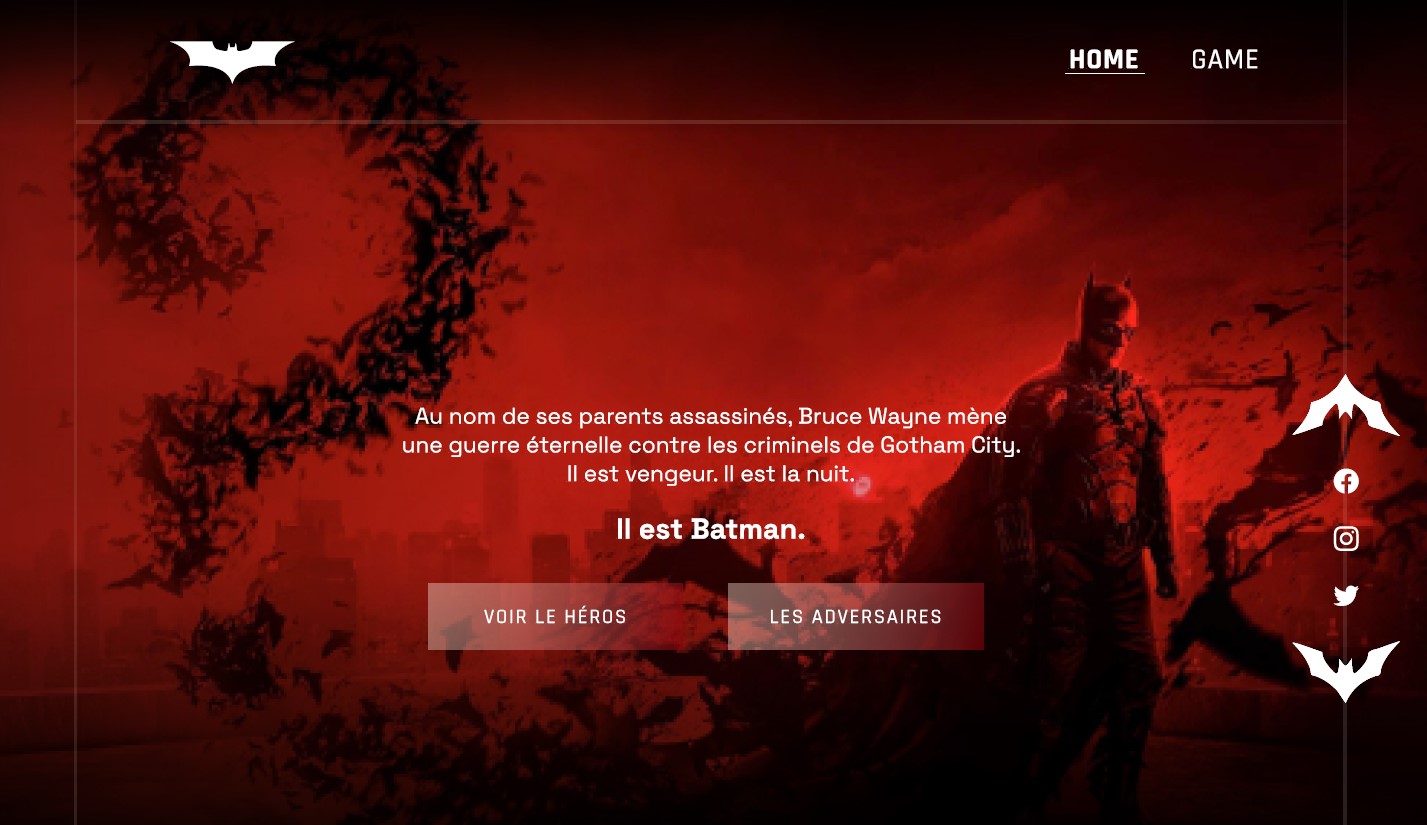 HOME
GAME
Au nom de ses parents assassinés, Bruce Wayne mène
une guerre éternelle contre les criminels de Gotham City.
Il est vengeur. Il est la nuit.
Il est Batman.
VOIR LE HÉROS
LES ADVERSAIRES